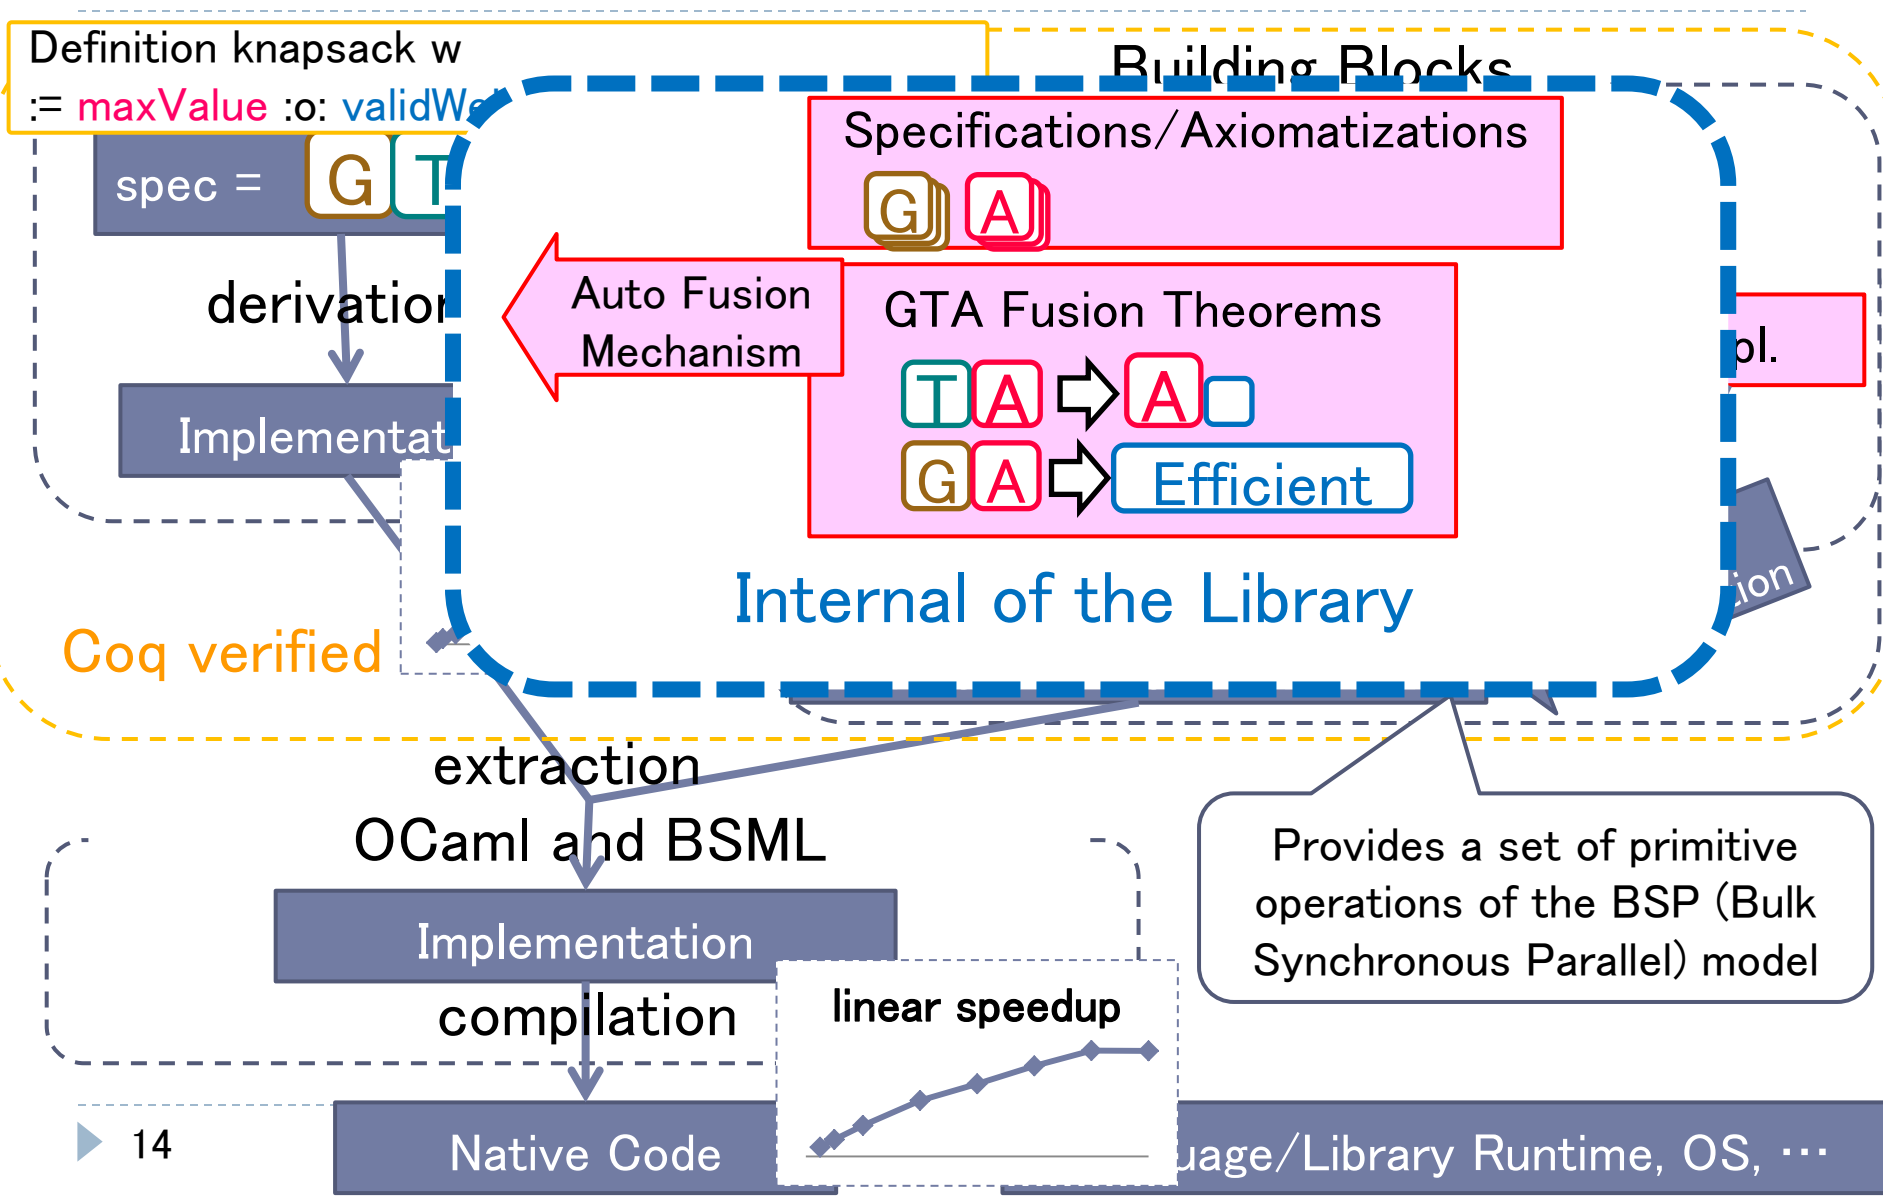 Definition knapsack w
:= maxValue :o: validWe
Building Blocks
spec = G T
Specifications/Axiomatizations
G A
derivation
Auto Fusion
Mechanism
GTA Fusion Theorems
T A A
G A Efficient
pl.
Implementat
Internal of the Library
tion
Coq verified
extraction
OCaml and BSML
Implementation
Provides a set of primitive
operations of the BSP (Bulk
Synchronous Parallel) model
compilation
linear speedup
14
Native Code
uage/Library Runtime, OS, …